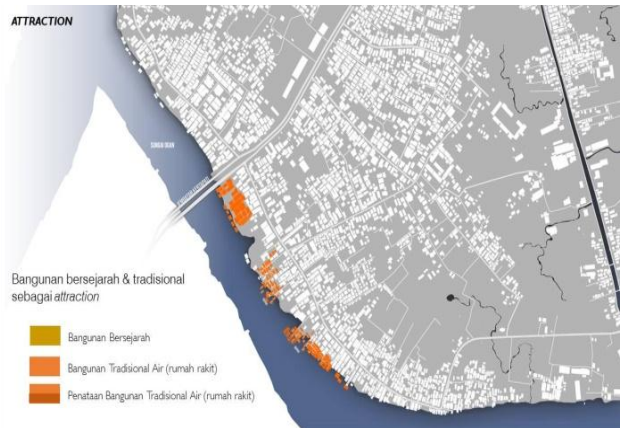 ATTRACTION
Bangunan bersejarah & tradisional
sebagai attraction
Bangunan Bersejarah
Bangunan Tradisional Air (rumah rakit)
Penataan Bangunan Tradisional Air (rumah rakit)